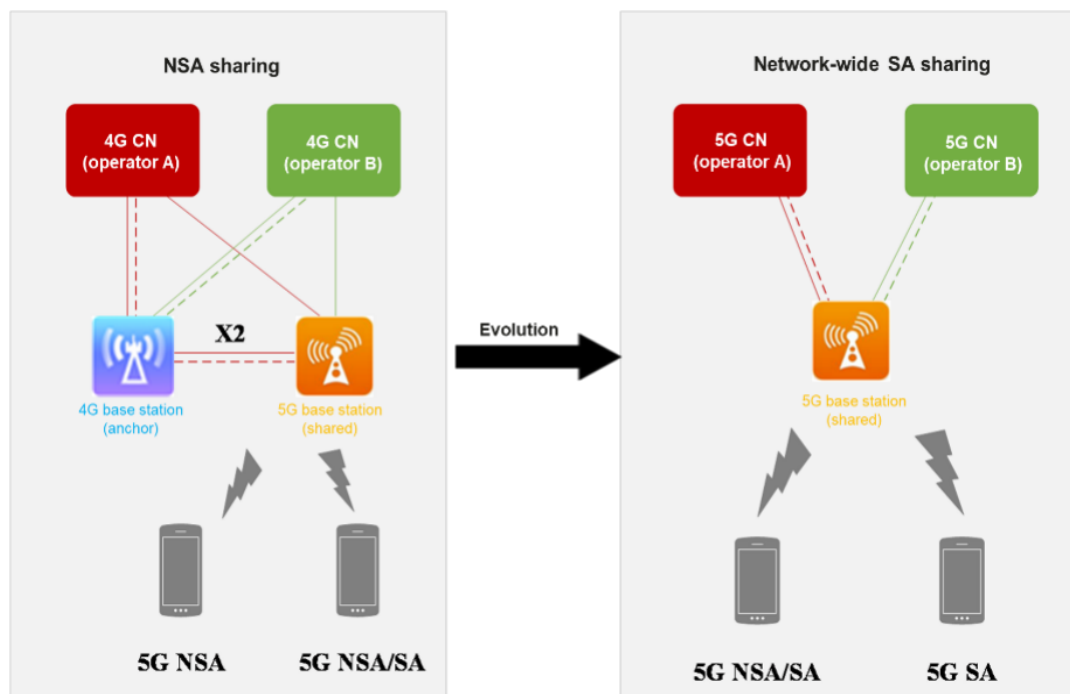 NSA sharing
4G CN
(operator A)
4G CN
(operator B)
X2
4G base station
(anchor)
5G base station
(shared)
5G NSA
5G NSA/SA
Evolution
Network-wide SA sharing
5G CN
(operator A)
5G CN
(operator B)
5G base station
(shared)
5G NSA/SA
5G SA